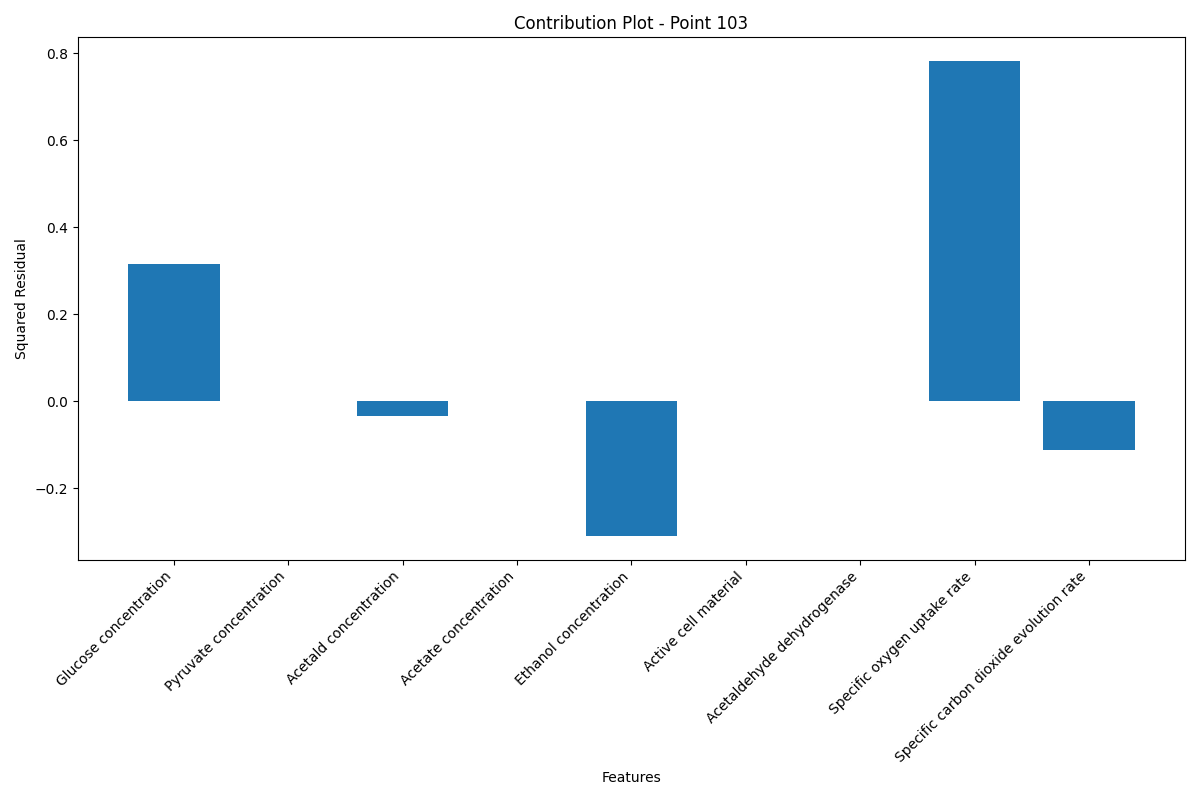 Contribution Plot - Point 103
Squared Residual
0.8
0.6
0.4
0.2
0.0
−0.2
Glucose concentration
Pyruvate concentration
Acetald concentration
Acetate concentration
Ethanol concentration
Active cell material
Acetaldehyde dehydrogenase
Specific oxygen uptake rate
Specific carbon dioxide evolution rate
Features